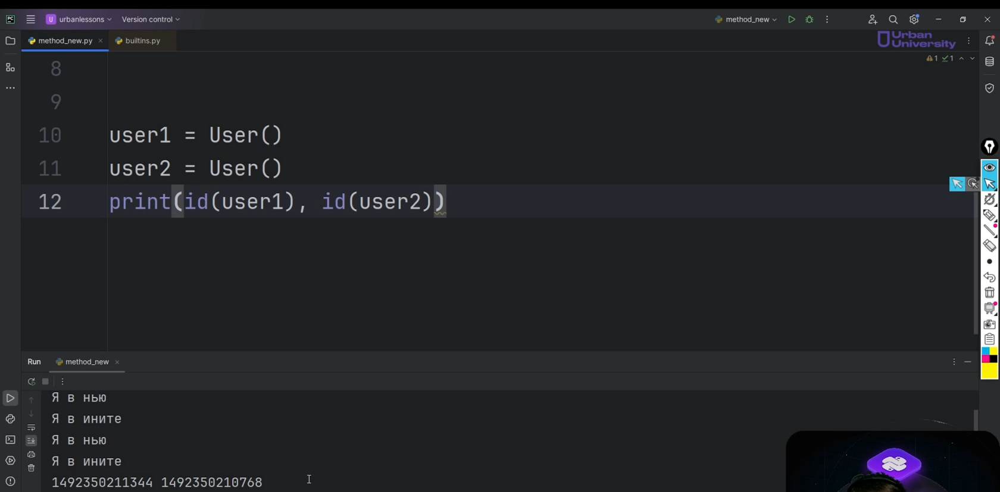 PC
U urbanlessons
Version control
method_new
method_new.py
builtins.py
Urban
University
1 1
8
9
10 user1 = User()
11 user2 = User()
12 print(id(user1), id(user2))
Run
method_new
Я в нью
Я в ините
Я в нью
Я в ините
1492350211344 1492350210768